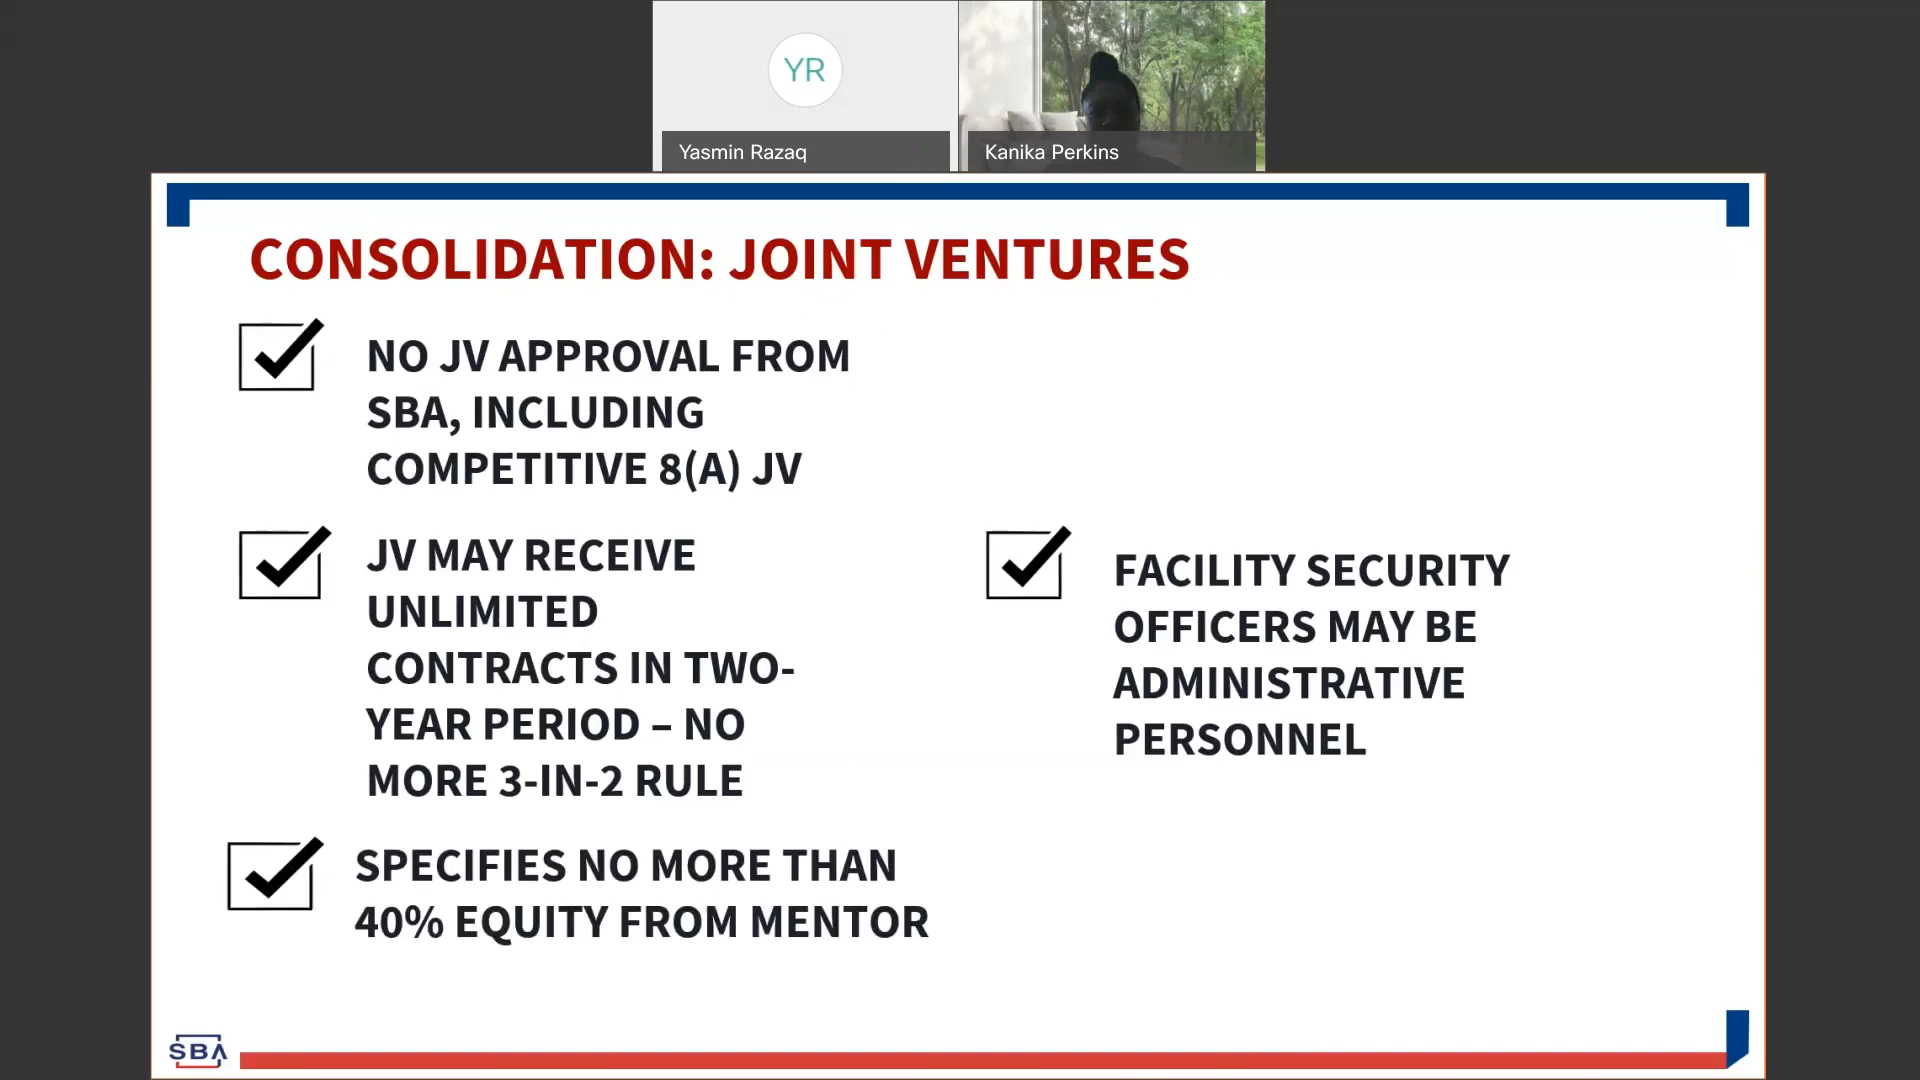 YR
Yasmin Razaq
Kanika Perkins
CONSOLIDATION: JOINT VENTURES
NO JV APPROVAL FROM
SBA, INCLUDING
COMPETITIVE 8(A) JV
JV MAY RECEIVE
UNLIMITED
CONTRACTS IN TWO-
YEAR PERIOD – NO
MORE 3-IN-2 RULE
SPECIFIES NO MORE THAN
40% EQUITY FROM MENTOR
FACILITY SECURITY
OFFICERS MAY BE
ADMINISTRATIVE
PERSONNEL
SBA